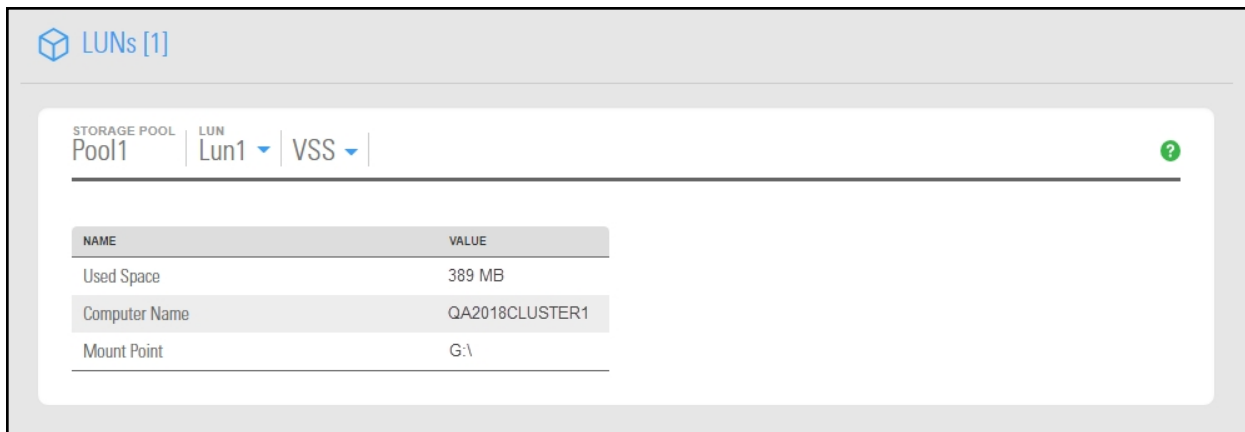 LUNs [1]
STORAGE POOL LUN
Pool1 Lun1 VSS
?
NAME VALUE
Used Space 389 MB
Computer Name QA2018CLUSTER1
Mount Point G:\